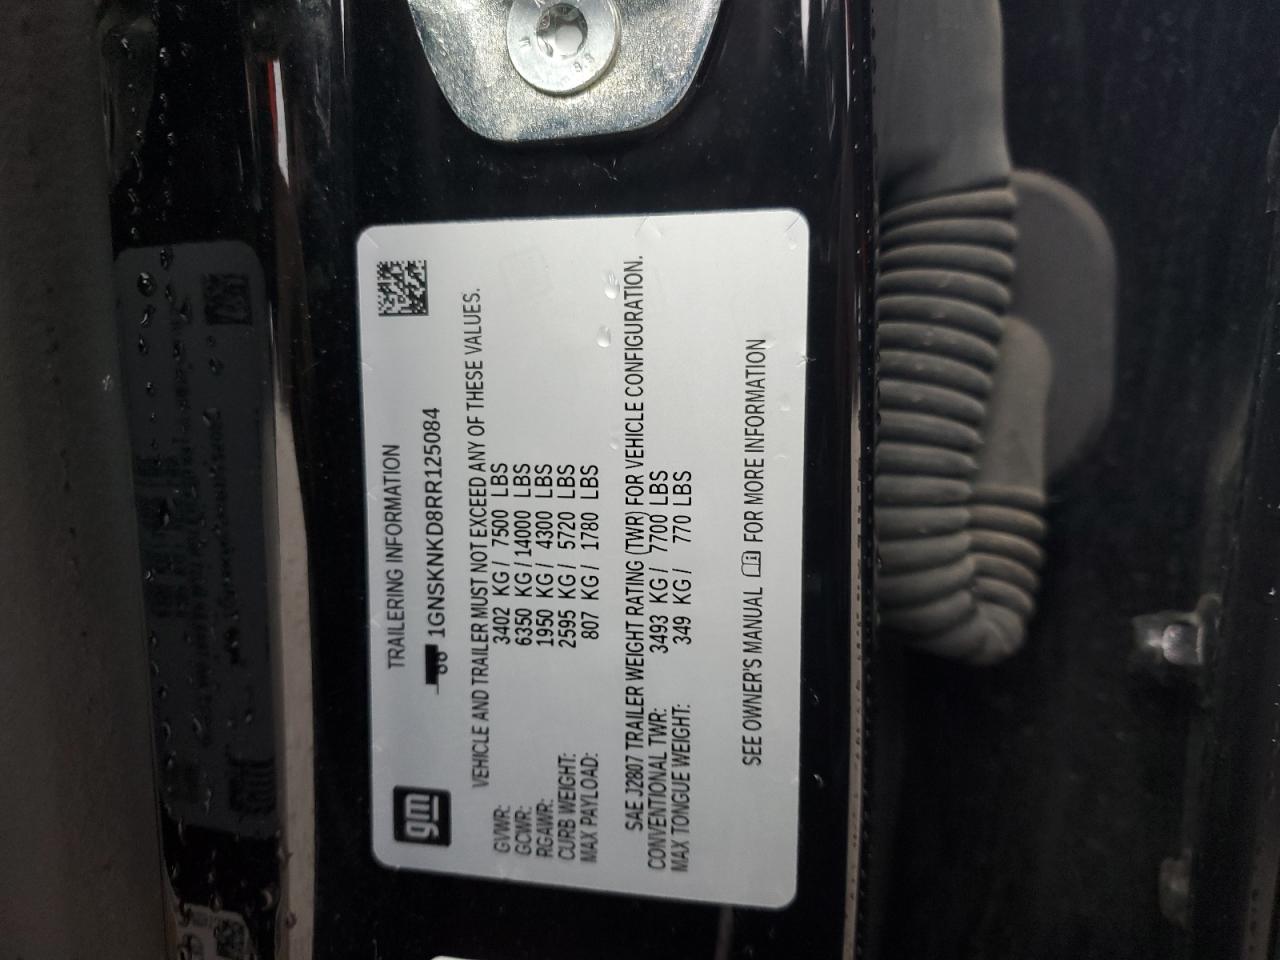 gm
TRAILERING INFORMATION
1GNSKNKD8RR125084
VEHICLE AND TRAILER MUST NOT EXCEED ANY OF THESE VALUES.
GVWR: 3402 KG / 7500 LBS
GCWR: 6350 KG / 14000 LBS
RGAWR: 1950 KG / 4300 LBS
CURB WEIGHT: 2595 KG / 5720 LBS
MAX PAYLOAD: 807 KG / 1780 LBS
SAE J2807 TRAILER WEIGHT RATING (TWR) FOR VEHICLE CONFIGURATION.
CONVENTIONAL TWR: 3493 KG / 7700 LBS
MAX TONGUE WEIGHT: 349 KG / 770 LBS
SEE OWNER'S MANUAL FOR MORE INFORMATION